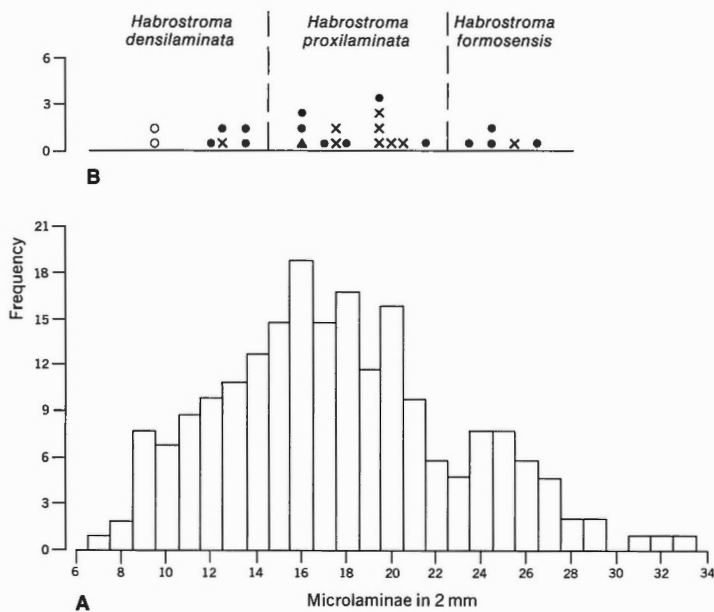 Habrostroma
densilaminata
Habrostroma
proxilaminata
Habrostroma
formosensis
6
3
0
B
21
18
15
12
9
6
3
0
Frequency
6 8 10 12 14 16 18 20 22 24 26 28 30 32 34
A
Microlaminae in 2 mm